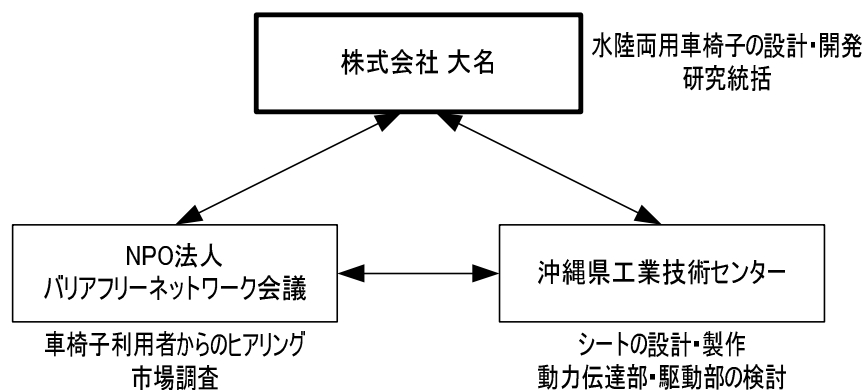 株式会社 大名
水陸両用車椅子の設計・開発
研究統括
NPO法人
バリアフリーネットワーク会議
沖縄県工業技術センター
車椅子利用者からのヒアリング
市場調査
シートの設計・製作
動力伝達部・駆動部の検討